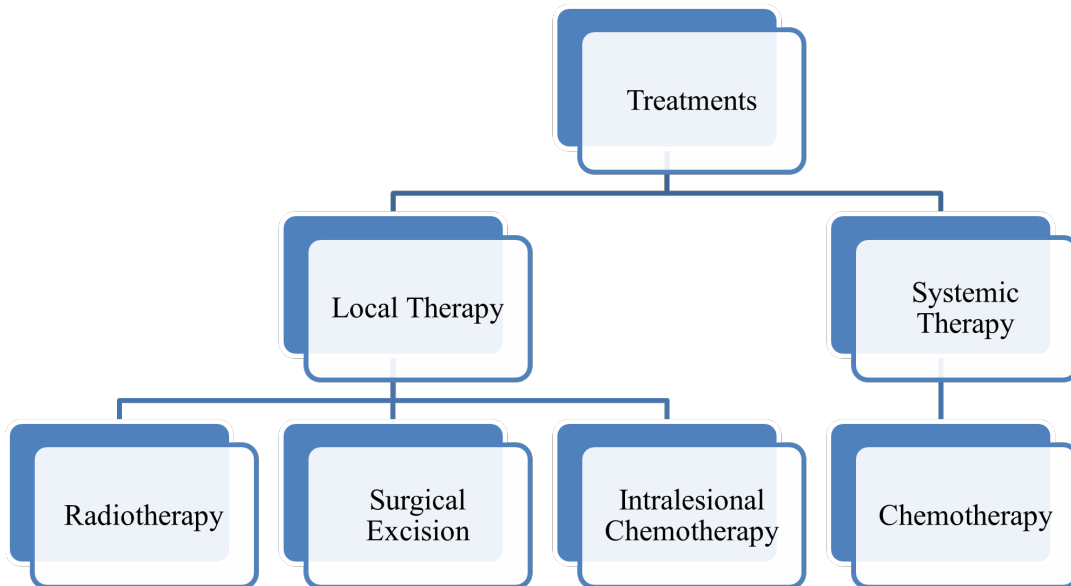 Treatments
Local Therapy
Systemic
Therapy
Radiotherapy
Surgical
Excision
Intralesional
Chemotherapy
Chemotherapy